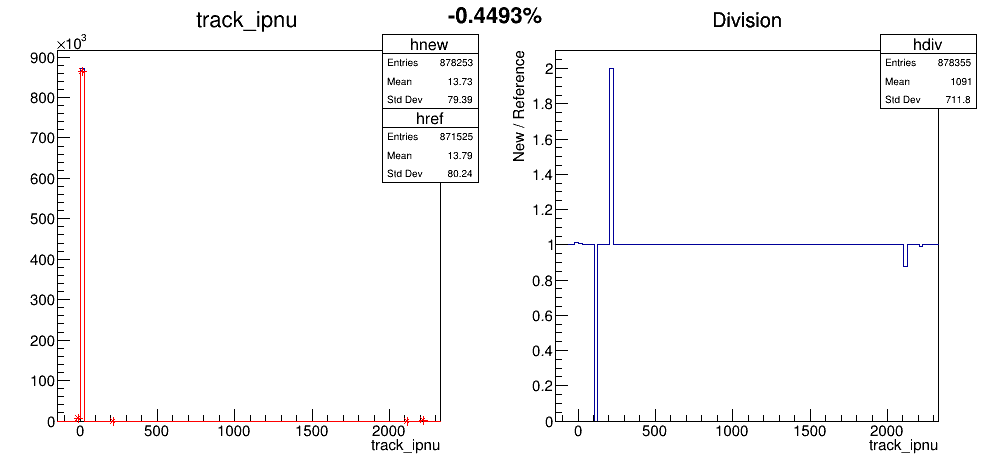 -0.4493%
track_ipnu
×10³
900
800
700
600
500
400
300
200
100
0
0
500
1000
1500
2000
track_ipnu
hnew
Entries 878253
Mean 13.73
Std Dev 79.39
href
Entries 871525
Mean 13.79
Std Dev 80.24
Division
New / Reference
2
1.8
1.6
1.4
1.2
1
0.8
0.6
0.4
0.2
0
0
500
1000
1500
2000
track_ipnu
hdiv
Entries 878355
Mean 1091
Std Dev 711.8